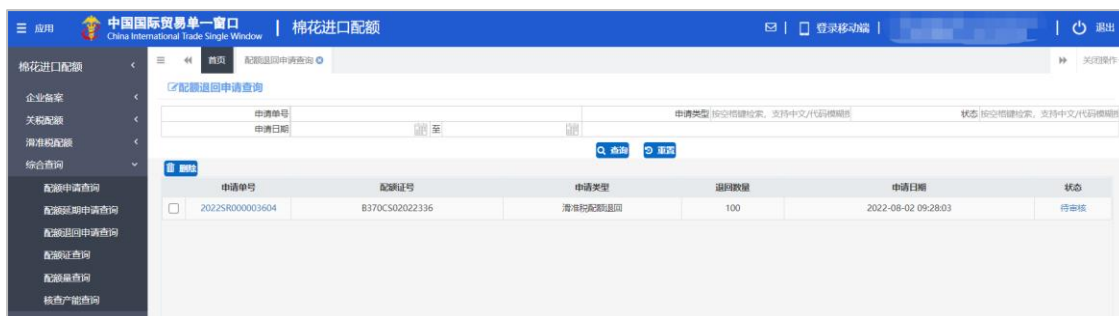 应用 中国国际贸易单一窗口 China International Trade Single Window | 棉花进口配额 登录移动端 | | 退出
棉花进口配额 首页 配额退回申请查询 关闭操作
企业备案
关税配额
滑准税配额
综合查询
配额申请查询
配额延期申请查询
配额退回申请查询
配额证查询
配额量查询
核查产能查询
配额退回申请查询
申请单号 申请类型 按空格键检索，支持中文/代码模糊 状态 按空格键检索，支持中文/代码模糊
申请日期 至
查询 重置
删除
申请单号 配额证号 申请类型 退回数量 申请日期 状态
2022SR000003604 B370CS02022336 滑准税配额退回 100 2022-08-02 09:28:03 待审核